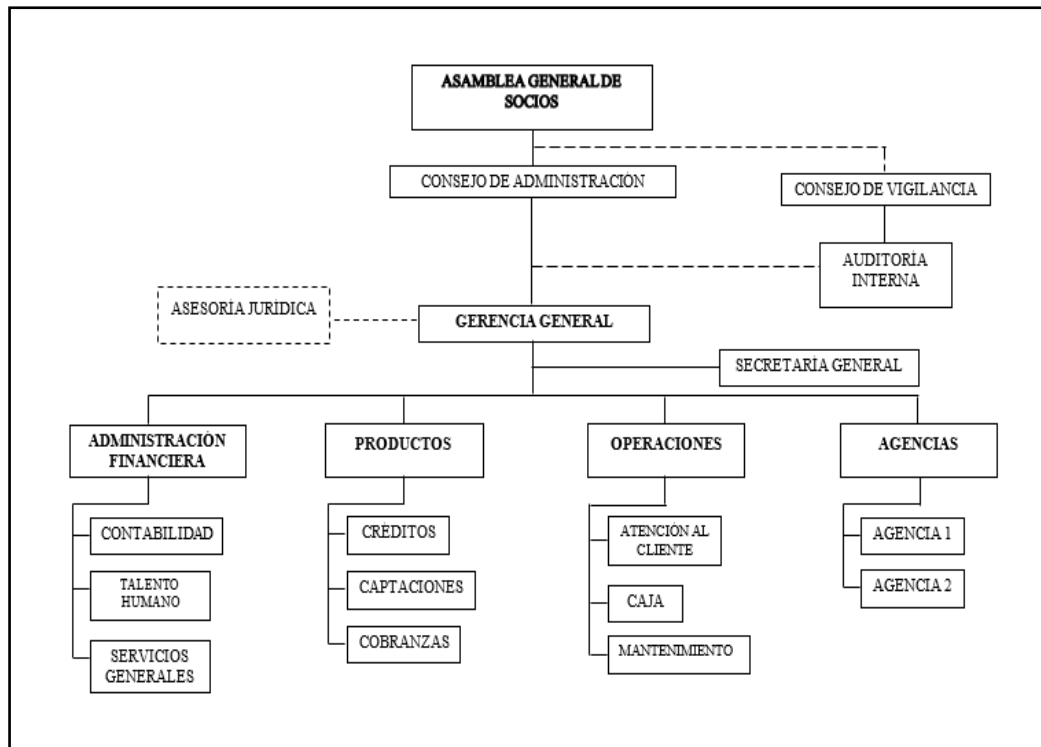 ASAMBLEA GENERAL DE
SOCIOS
CONSEJO DE ADMINISTRACIÓN
CONSEJO DE VIGILANCIA
AUDITORÍA
INTERNA
ASESORÍA JURÍDICA
GERENCIA GENERAL
SECRETARÍA GENERAL
ADMINISTRACIÓN
FINANCIERA
CONTABILIDAD
TALENTO
HUMANO
SERVICIOS
GENERALES
PRODUCTOS
CRÉDITOS
CAPTACIONES
COBRANZAS
OPERACIONES
ATENCIÓN AL
CLIENTE
CAJA
MANTENIMIENTO
AGENCIAS
AGENCIA 1
AGENCIA 2